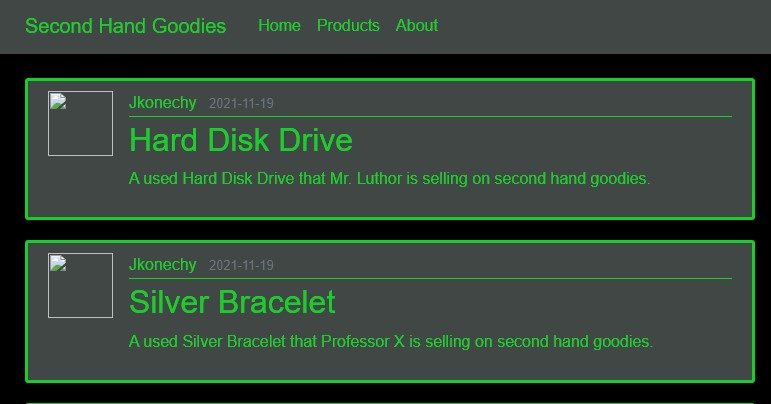 Second Hand Goodies Home Products About
Jkonechy 2021-11-19
Hard Disk Drive
A used Hard Disk Drive that Mr. Luthor is selling on second hand goodies.
Jkonechy 2021-11-19
Silver Bracelet
A used Silver Bracelet that Professor X is selling on second hand goodies.